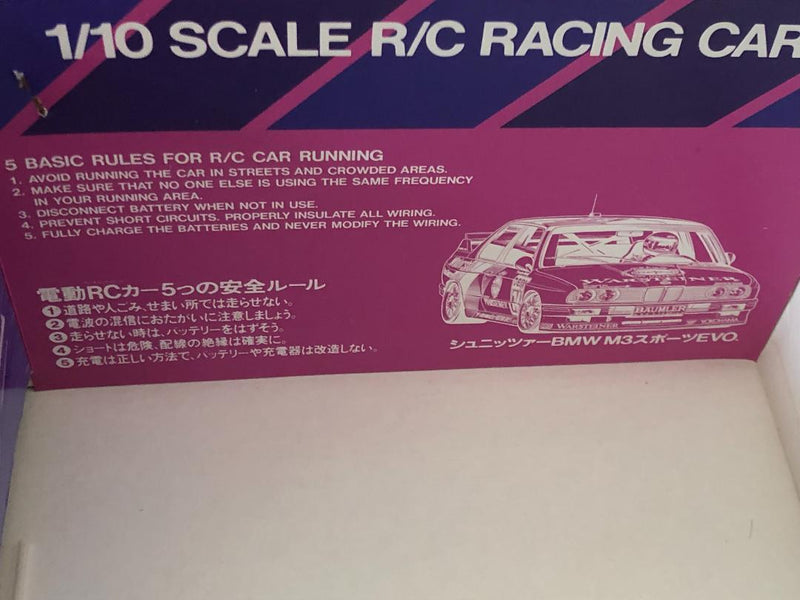 1/10 SCALE R/C RACING CAR
5 BASIC RULES FOR R/C CAR RUNNING
1. AVOID RUNNING THE CAR IN STREETS AND CROWDED AREAS.
2. MAKE SURE THAT NO ONE ELSE IS USING THE SAME FREQUENCY
IN YOUR RUNNING AREA.
3. DISCONNECT BATTERY WHEN NOT IN USE.
4. PREVENT SHORT CIRCUITS. PROPERLY INSULATE ALL WIRING.
5. FULLY CHARGE THE BATTERIES AND NEVER MODIFY THE WIRING.
電動RCカー5つの安全ルール
①道路や人こみ、せまい所では走らせない。
②電波の混信におたがいに注意しましょう。
③走らせない時は、バッテリーをはずそう。
④ショートは危険、配線の絶縁は確実に。
⑤充電は正しい方法で、バッテリーや充電器は改造しない。
WARSTEINER
BÄUMLER
WARSTEINER
YOKOHAMA
シュニッツァーBMW M3スポーツEVO.